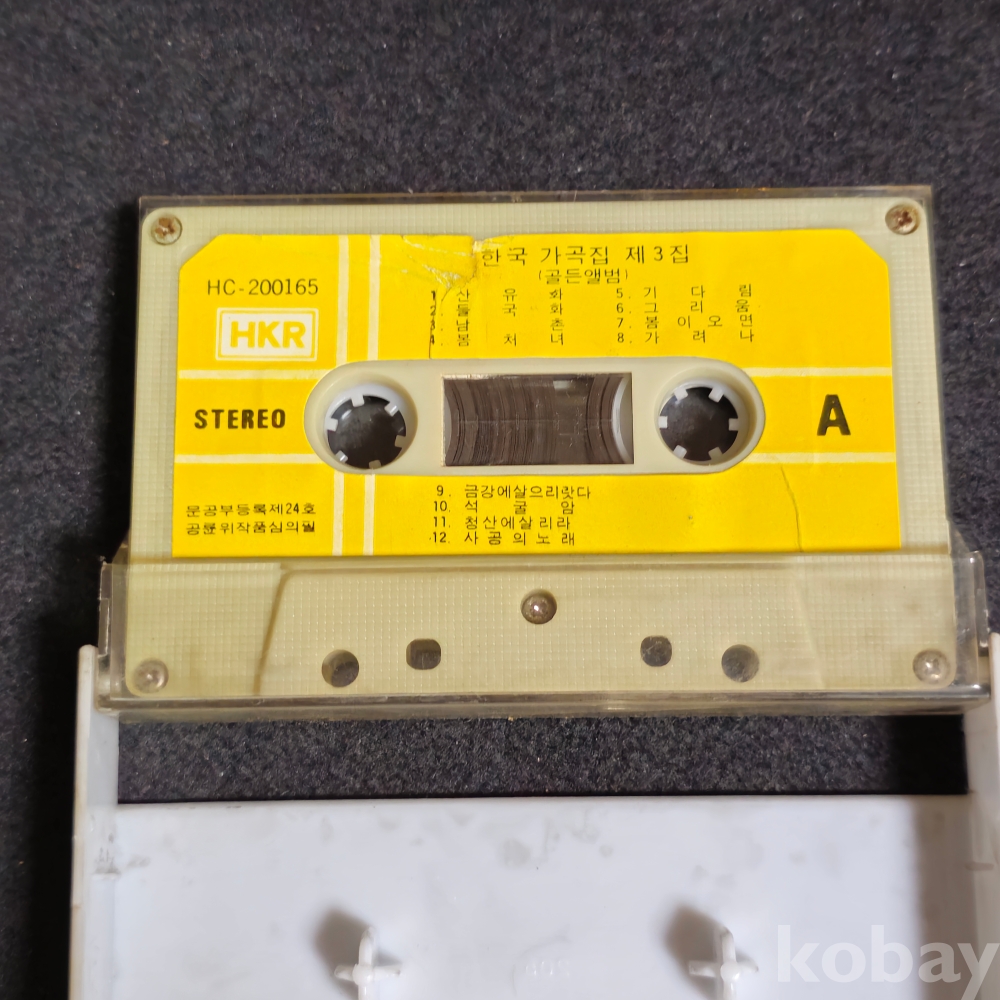 한국 가곡집 제3집
(골든앨범)
HC-200165
HKR
산 유 화
5. 기 다 림
들 국 화
6. 그 리 움
남 촌
7. 봄 이 오 면
4. 봄 처 녀
8. 가 려 나
STEREO
A
9. 금강에살으리랏다
10. 석 굴 암
11. 청산에살리라
12. 사공의노래
문공부등록제24호
공륜위작품심의필
kobay